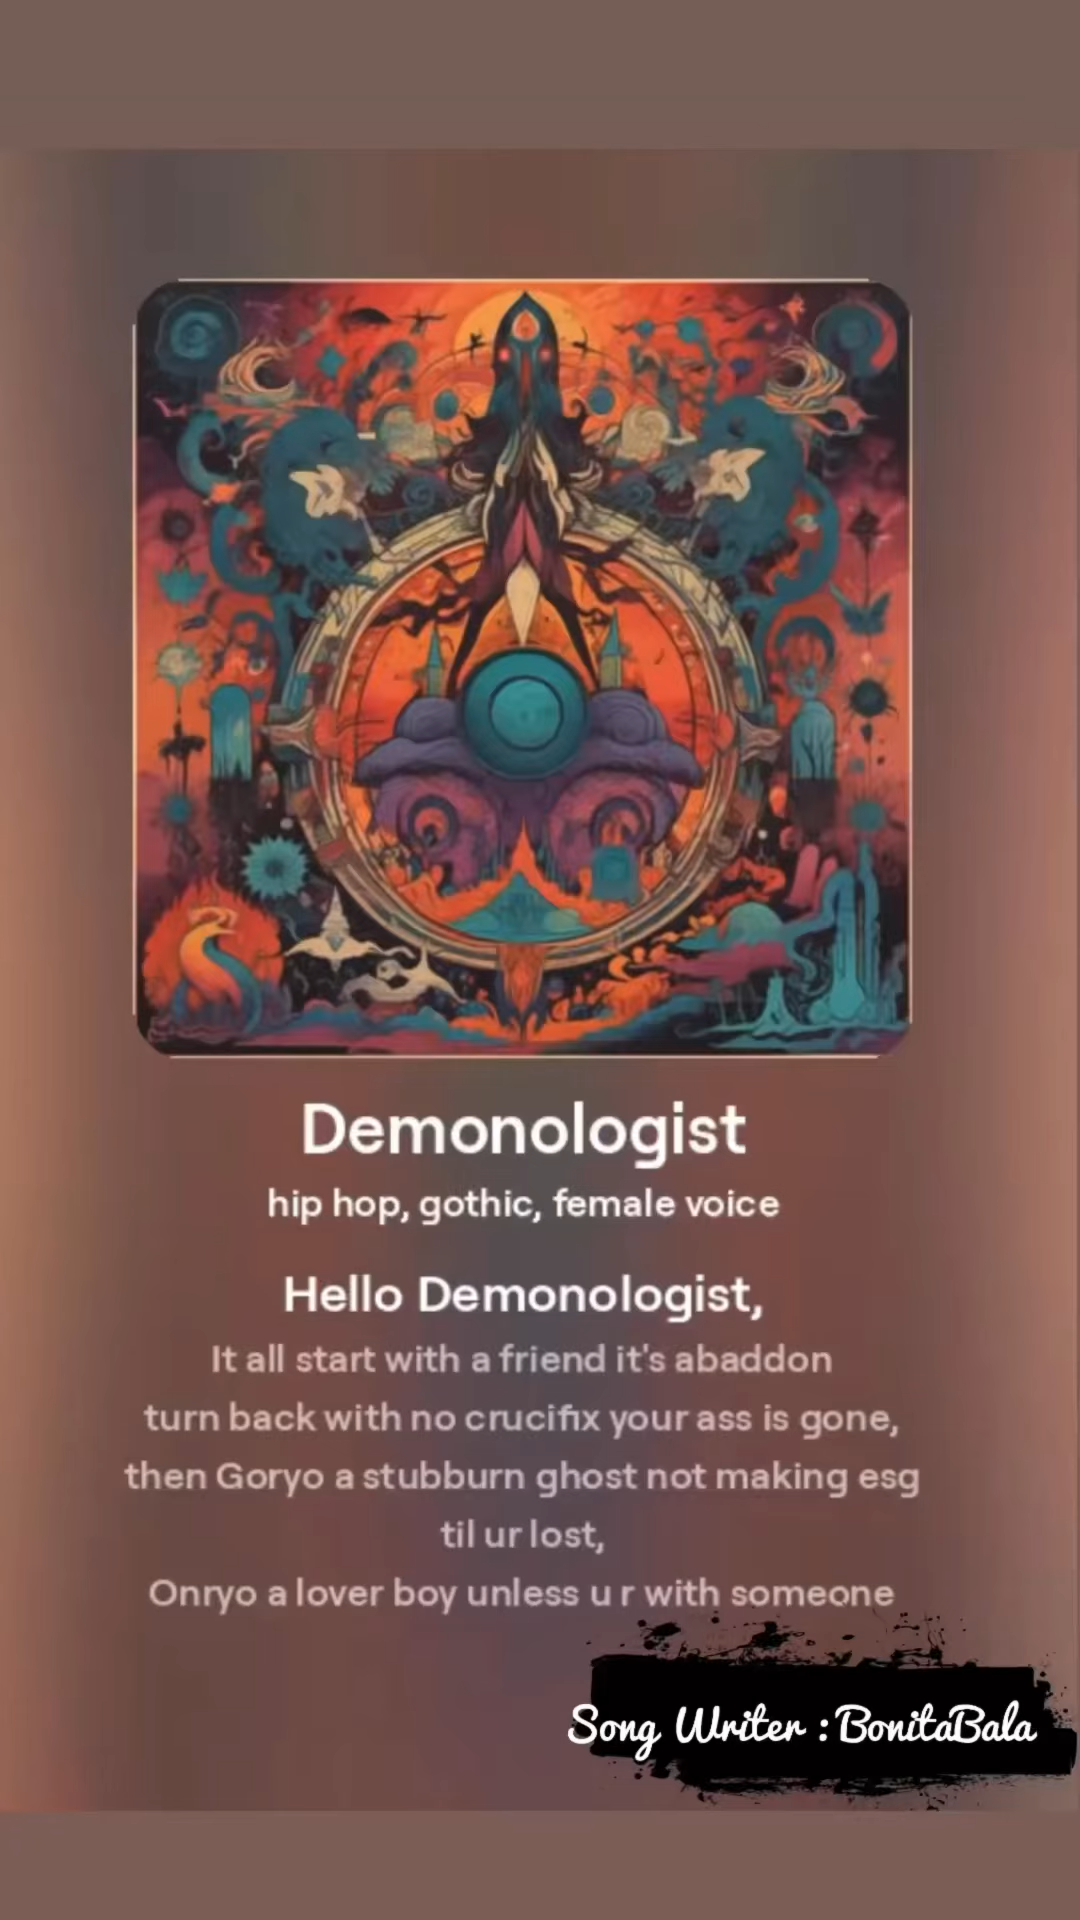 Demonologist
hip hop, gothic, female voice
Hello Demonologist,
It all start with a friend it's abaddon
turn back with no crucifix your ass is gone,
then Goryo a stubburn ghost not making esg
til ur lost,
Onryo a lover boy unless u r with someone
Song Writer : BonitaBala